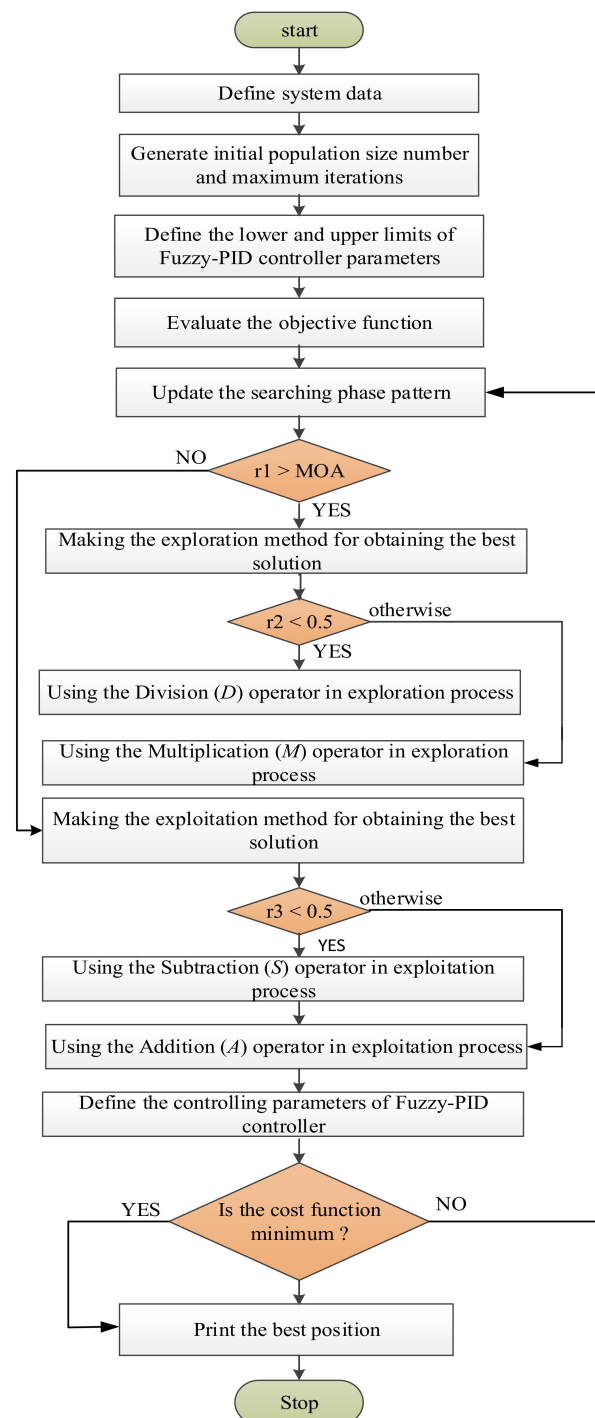 start
Define system data
Generate initial population size number
and maximum iterations
Define the lower and upper limits of
Fuzzy-PID controller parameters
Evaluate the objective function
Update the searching phase pattern
NO
r1 > MOA
YES
Making the exploration method for obtaining the best
solution
otherwise
r2 < 0.5
YES
Using the Division (D) operator in exploration process
Using the Multiplication (M) operator in exploration
process
Making the exploitation method for obtaining the best
solution
otherwise
r3 < 0.5
YES
Using the Subtraction (S) operator in exploitation
process
Using the Addition (A) operator in exploitation process
Define the controlling parameters of Fuzzy-PID
controller
YES
Is the cost function
minimum ?
NO
Print the best position
Stop